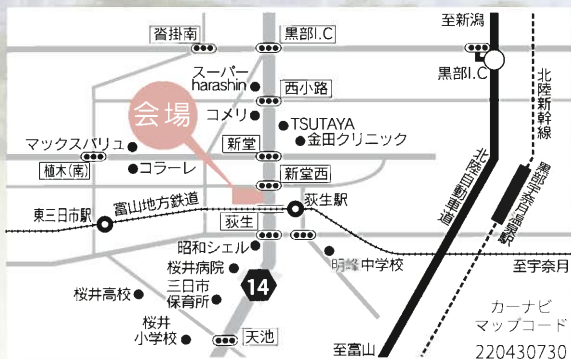 至新潟
沓掛南
黒部I.C
黒部I.C
スーパー
harashin
西小路
北陸新幹線
会場
コメリ
TSUTAYA
金田クリニック
マックスバリュ
新堂
植木(南)
コラーレ
新堂西
北陸自動車道
黒部宇奈月温泉駅
富山地方鉄道
荻生駅
東三日市駅
荻生
昭和シェル
中学校
至宇奈月
桜井病院
14
桜井高校
三日市
保育所
カーナビ
マップコード
220430730
桜井
小学校
天池
至富山